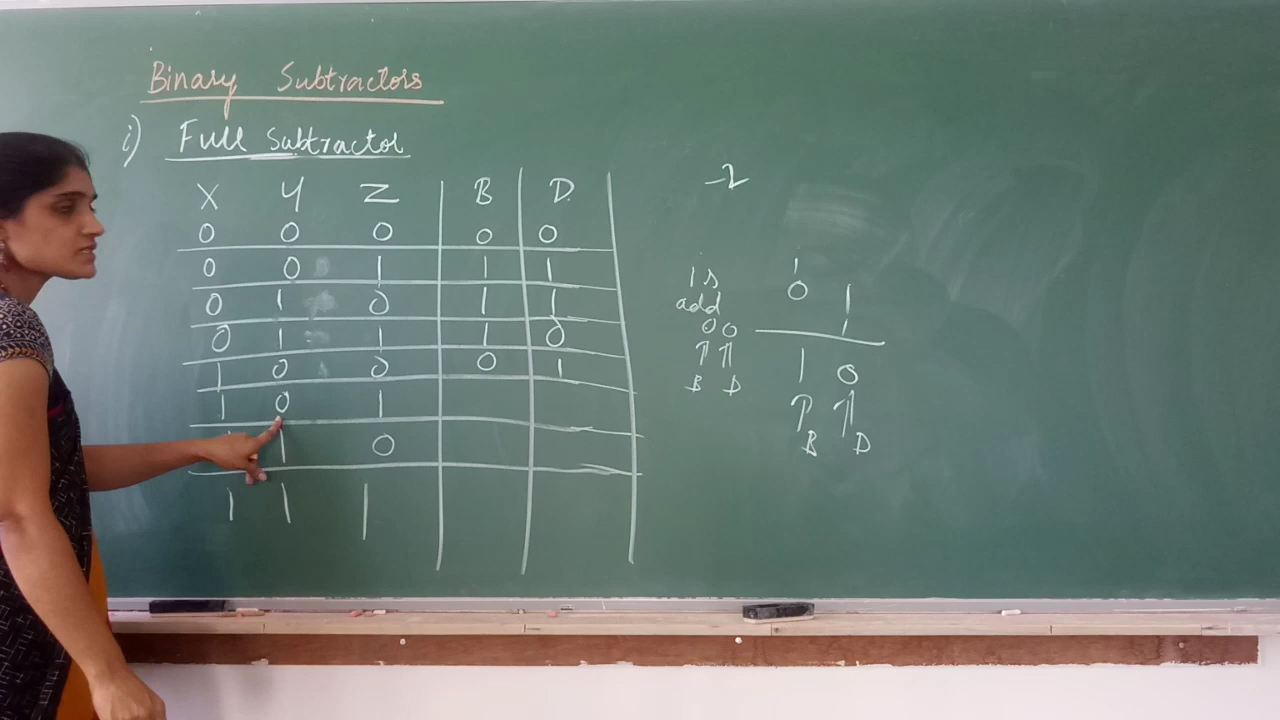 Binary Subtractors
i) Full Subtractor
X Y Z B D
0 0 0 0 0
0 0 1 1 1
0 1 0 1 1
0 1 1 1 0
1 0 0 0 1
1 0 1
1 1 0
1 1 1
-2
1's
add
0 0
B D
1
0 1
1
1 0
B D